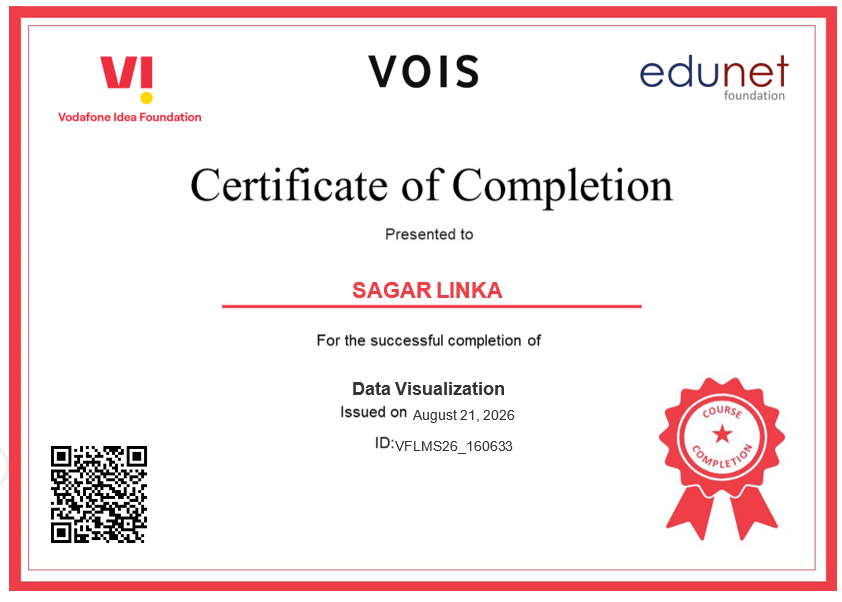 VI
Vodafone Idea Foundation
VOIS
edunet
foundation
Certificate of Completion
Presented to
SAGAR LINKA
For the successful completion of
Data Visualization
Issued on August 21, 2026
ID:VFLMS26_160633
COURSE
COMPLETION